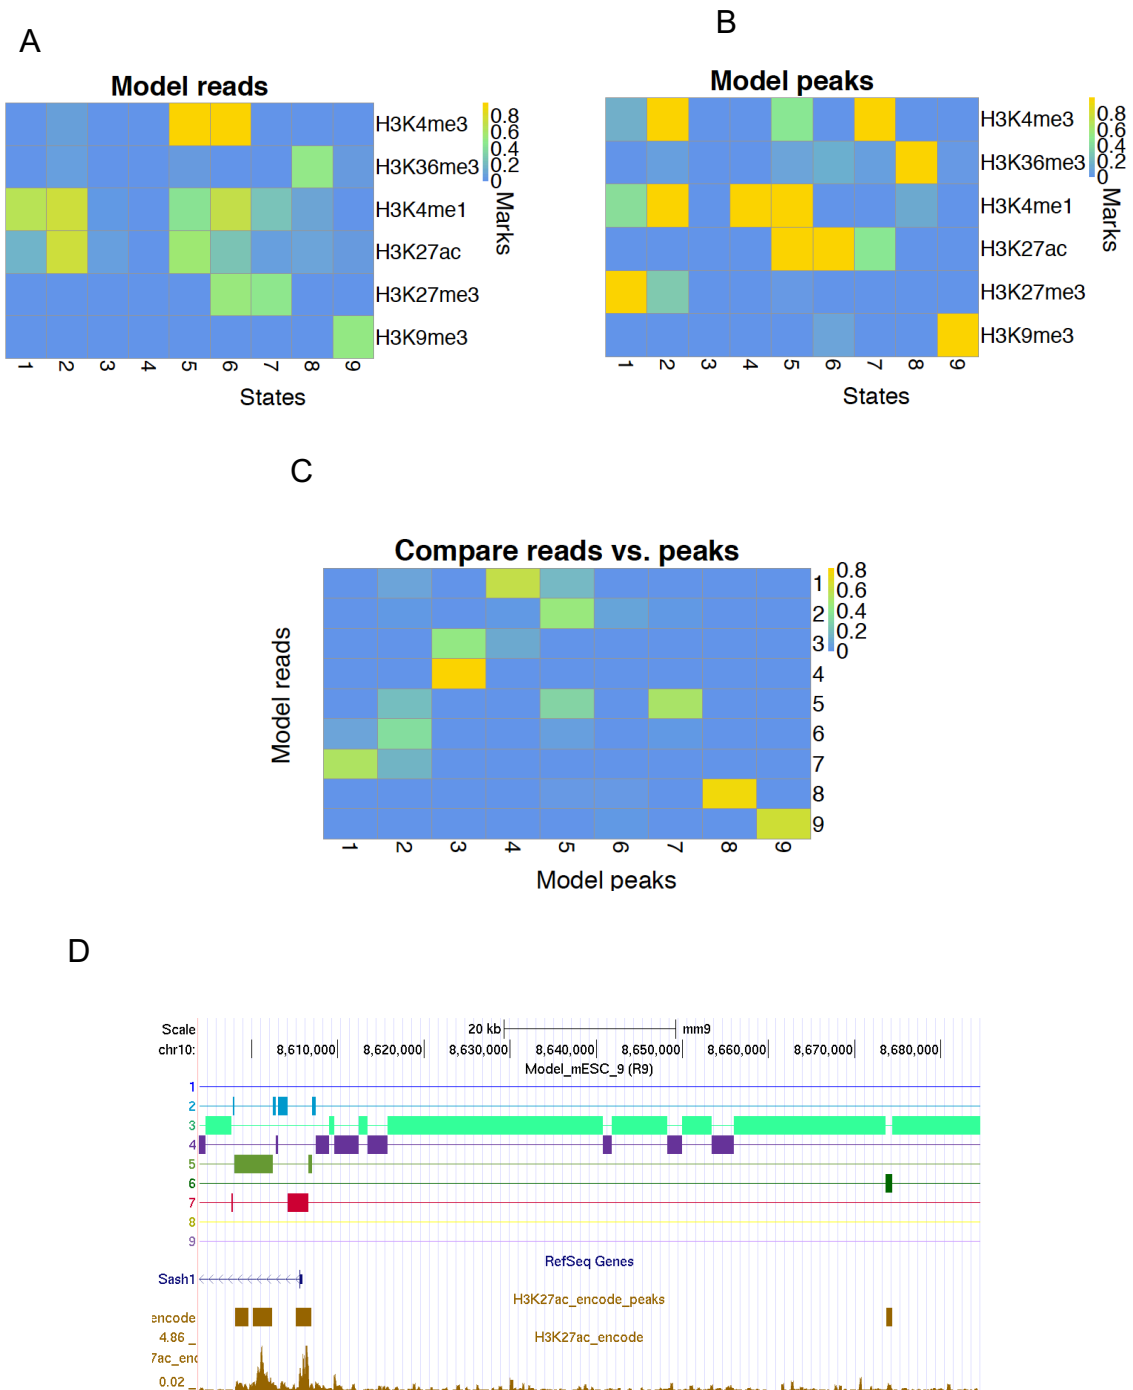 A
Model reads
H3K4me3
H3K36me3
H3K4me1
H3K27ac
H3K27me3
H3K9me3
0.8
0.6
0.4
0.2
0
Marks
1 2 3 4 5 6 7 8 9
States
B
Model peaks
H3K4me3
H3K36me3
H3K4me1
H3K27ac
H3K27me3
H3K9me3
0.8
0.6
0.4
0.2
0
Marks
1 2 3 4 5 6 7 8 9
States
C
Compare reads vs. peaks
Model reads
1
2
3
4
5
6
7
8
9
0.8
0.6
0.4
0.2
0
1 2 3 4 5 6 7 8 9
Model peaks
D
Scale 20 kb mm9
chr10: 8,610,000 8,620,000 8,630,000 8,640,000 8,650,000 8,660,000 8,670,000 8,680,000
Model_mESC_9 (R9)
1
2
3
4
5
6
7
8
9
RefSeq Genes
Sash1
H3K27ac_encode_peaks
encode
4.86 _ H3K27ac_encode
7ac_enc
0.02 _